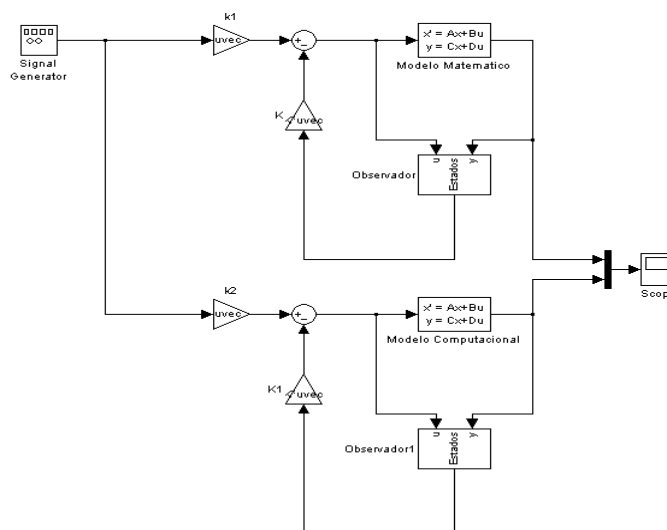 k1
Signal
Generator
uvec
+
-
x' = Ax+Bu
y = Cx+Du
Modelo Matematico
K
uvec
u
Estados
y
Observador
k2
Scop
uvec
+
-
x' = Ax+Bu
y = Cx+Du
Modelo Computacional
K1
uvec
u
Estados
y
Observador1